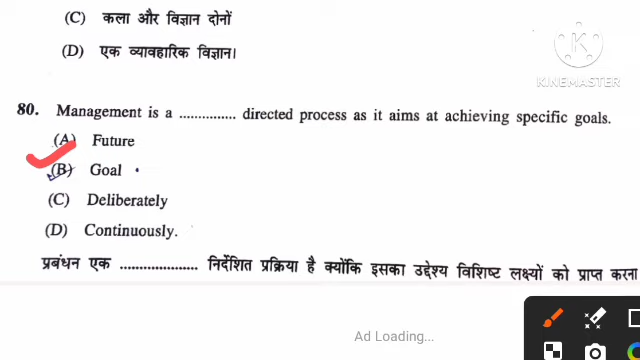 (C) कला और विज्ञान दोनों
(D) एक व्यावहारिक विज्ञान।
KINEMASTER
80. Management is a ............... directed process as it aims at achieving specific goals.
(A) Future
(B) Goal
(C) Deliberately
(D) Continuously.
प्रबंधन एक .................... निर्देशित प्रक्रिया है क्योंकि इसका उद्देश्य विशिष्ट लक्ष्यों को प्राप्त करना
Ad Loading...